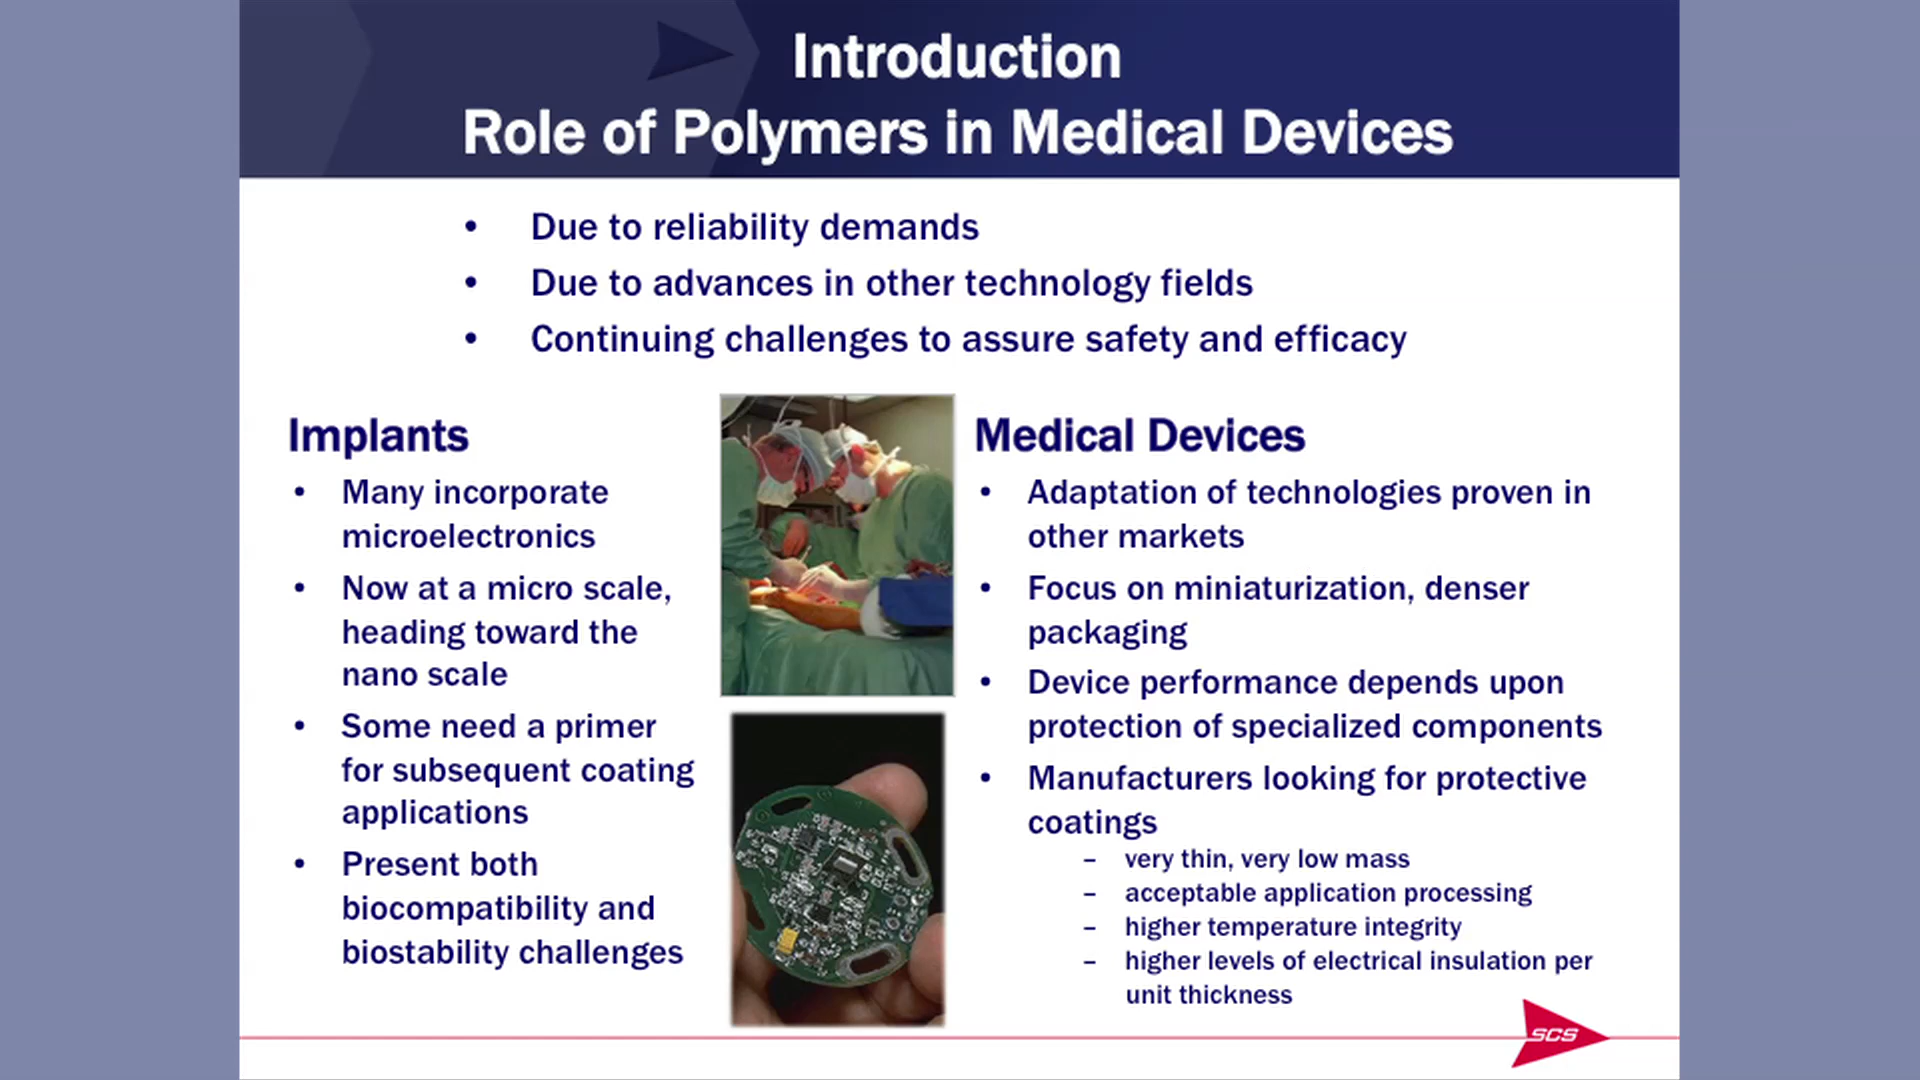 Introduction
Role of Polymers in Medical Devices
• Due to reliability demands
• Due to advances in other technology fields
• Continuing challenges to assure safety and efficacy
Implants
• Many incorporate
microelectronics
• Now at a micro scale,
heading toward the
nano scale
• Some need a primer
for subsequent coating
applications
• Present both
biocompatibility and
biostability challenges
Medical Devices
• Adaptation of technologies proven in
other markets
• Focus on miniaturization, denser
packaging
• Device performance depends upon
protection of specialized components
• Manufacturers looking for protective
coatings
– very thin, very low mass
– acceptable application processing
– higher temperature integrity
– higher levels of electrical insulation per
unit thickness
SCS